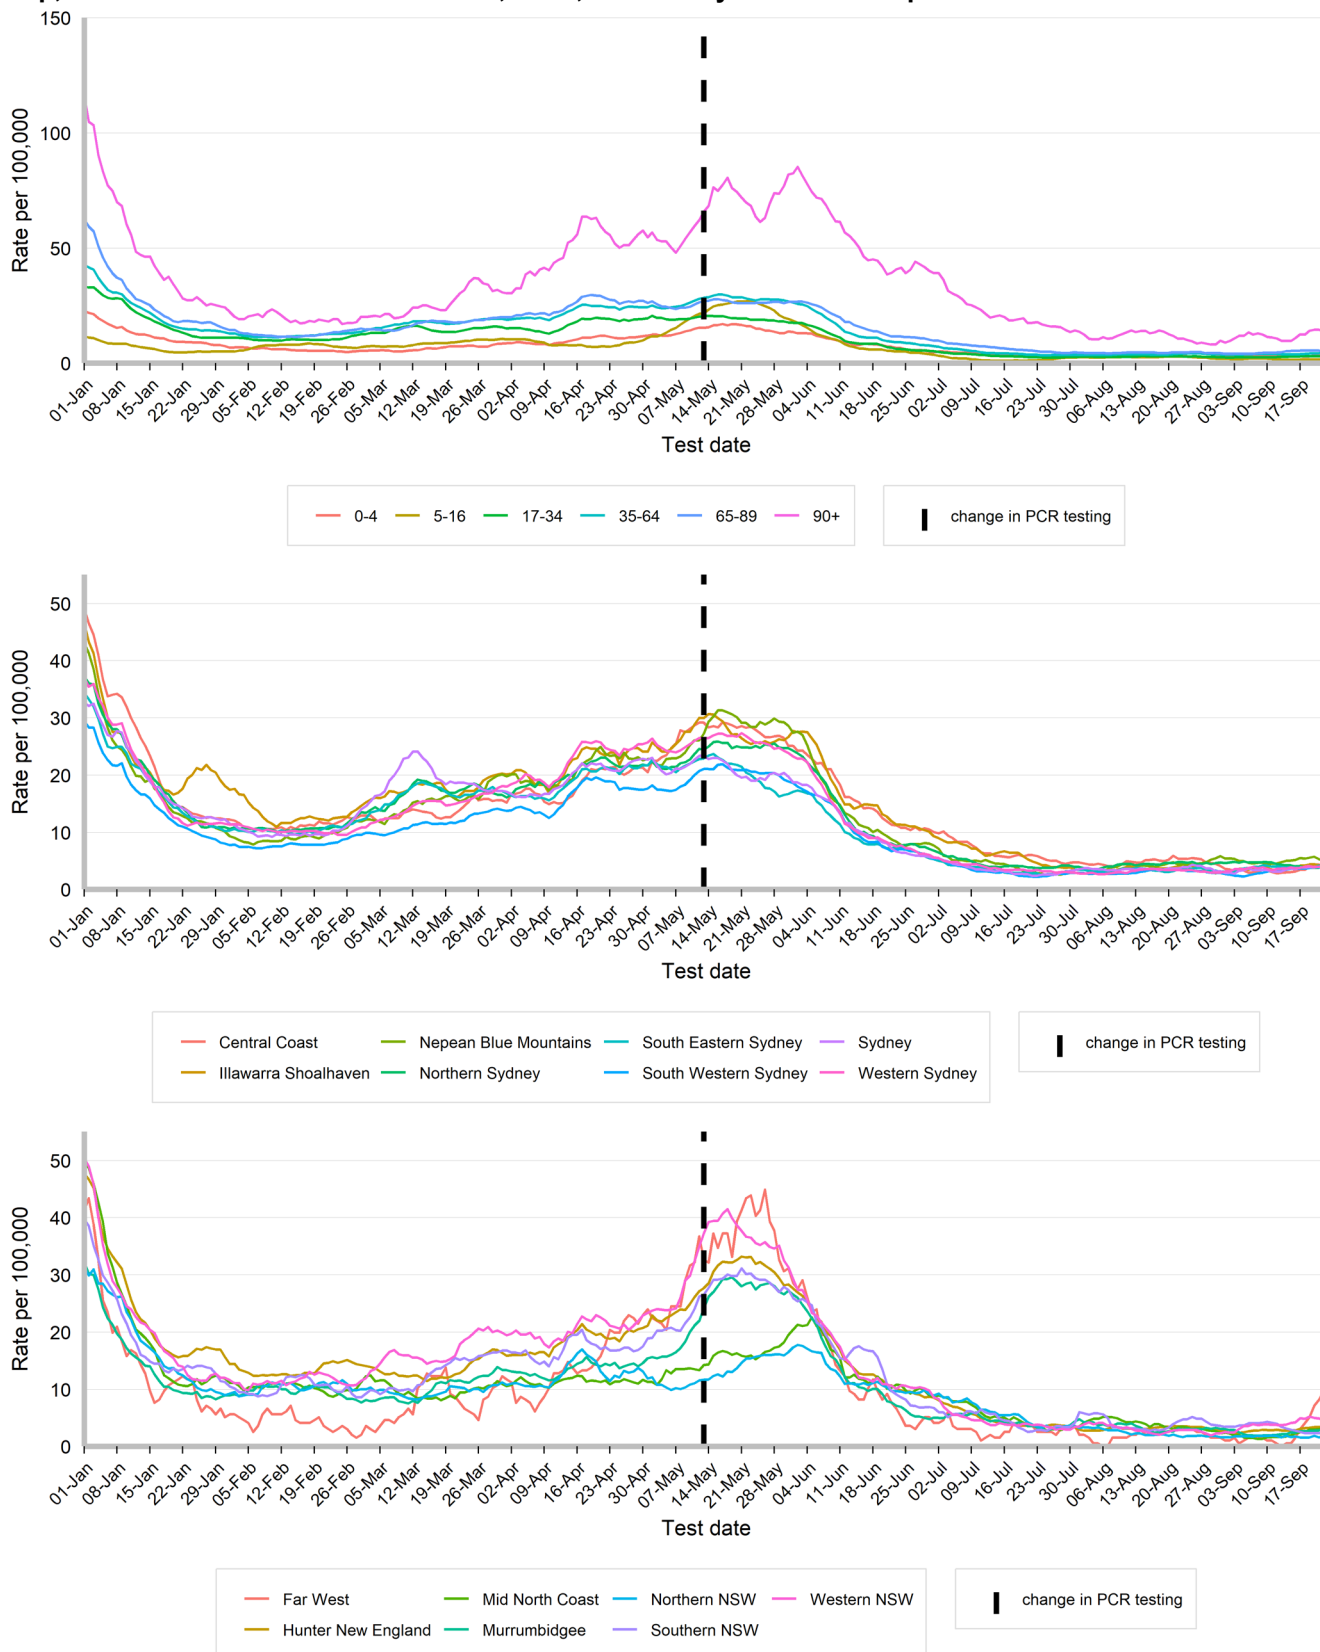 150
100
50
0
Rate per 100,000
01-Jan 08-Jan 15-Jan 22-Jan 29-Jan 05-Feb 12-Feb 19-Feb 26-Feb 05-Mar 12-Mar 19-Mar 26-Mar 02-Apr 09-Apr 16-Apr 23-Apr 30-Apr 07-May 14-May 21-May 28-May 04-Jun 11-Jun 18-Jun 25-Jun 02-Jul 09-Jul 16-Jul 23-Jul 30-Jul 06-Aug 13-Aug 20-Aug 27-Aug 03-Sep 10-Sep 17-Sep
Test date
0-4 5-16 17-34 35-64 65-89 90+ change in PCR testing
50
40
30
20
10
0
Rate per 100,000
01-Jan 08-Jan 15-Jan 22-Jan 29-Jan 05-Feb 12-Feb 19-Feb 26-Feb 05-Mar 12-Mar 19-Mar 26-Mar 02-Apr 09-Apr 16-Apr 23-Apr 30-Apr 07-May 14-May 21-May 28-May 04-Jun 11-Jun 18-Jun 25-Jun 02-Jul 09-Jul 16-Jul 23-Jul 30-Jul 06-Aug 13-Aug 20-Aug 27-Aug 03-Sep 10-Sep 17-Sep
Test date
Central Coast Nepean Blue Mountains South Eastern Sydney Sydney change in PCR testing
Illawarra Shoalhaven Northern Sydney South Western Sydney Western Sydney
50
40
30
20
10
0
Rate per 100,000
01-Jan 08-Jan 15-Jan 22-Jan 29-Jan 05-Feb 12-Feb 19-Feb 26-Feb 05-Mar 12-Mar 19-Mar 26-Mar 02-Apr 09-Apr 16-Apr 23-Apr 30-Apr 07-May 14-May 21-May 28-May 04-Jun 11-Jun 18-Jun 25-Jun 02-Jul 09-Jul 16-Jul 23-Jul 30-Jul 06-Aug 13-Aug 20-Aug 27-Aug 03-Sep 10-Sep 17-Sep
Test date
Far West Mid North Coast Northern NSW Western NSW change in PCR testing
Hunter New England Murrumbidgee Southern NSW